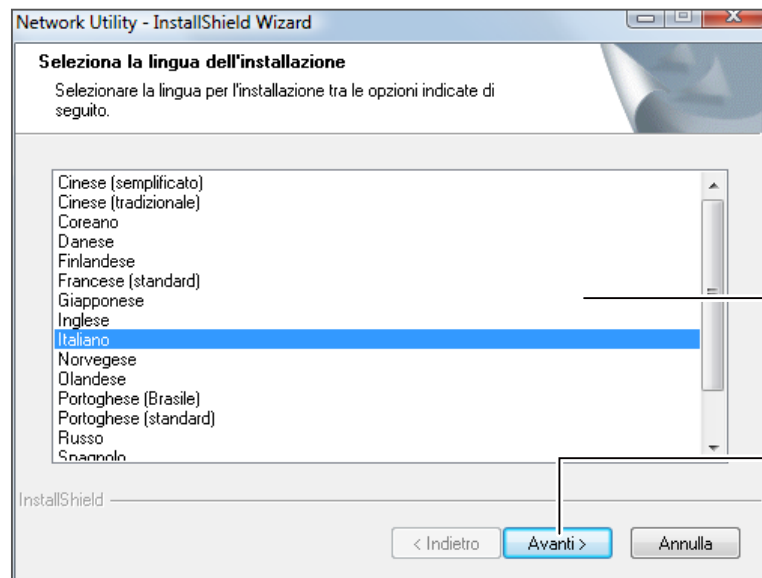 Network Utility - InstallShield Wizard
Seleziona la lingua dell'installazione
Selezionare la lingua per l'installazione tra le opzioni indicate di
seguito.
Cinese (semplificato)
Cinese (tradizionale)
Coreano
Danese
Finlandese
Francese (standard)
Giapponese
Inglese
Italiano
Norvegese
Olandese
Portoghese (Brasile)
Portoghese (standard)
Russo
Spagnolo
InstallShield
< Indietro
Avanti >
Annulla